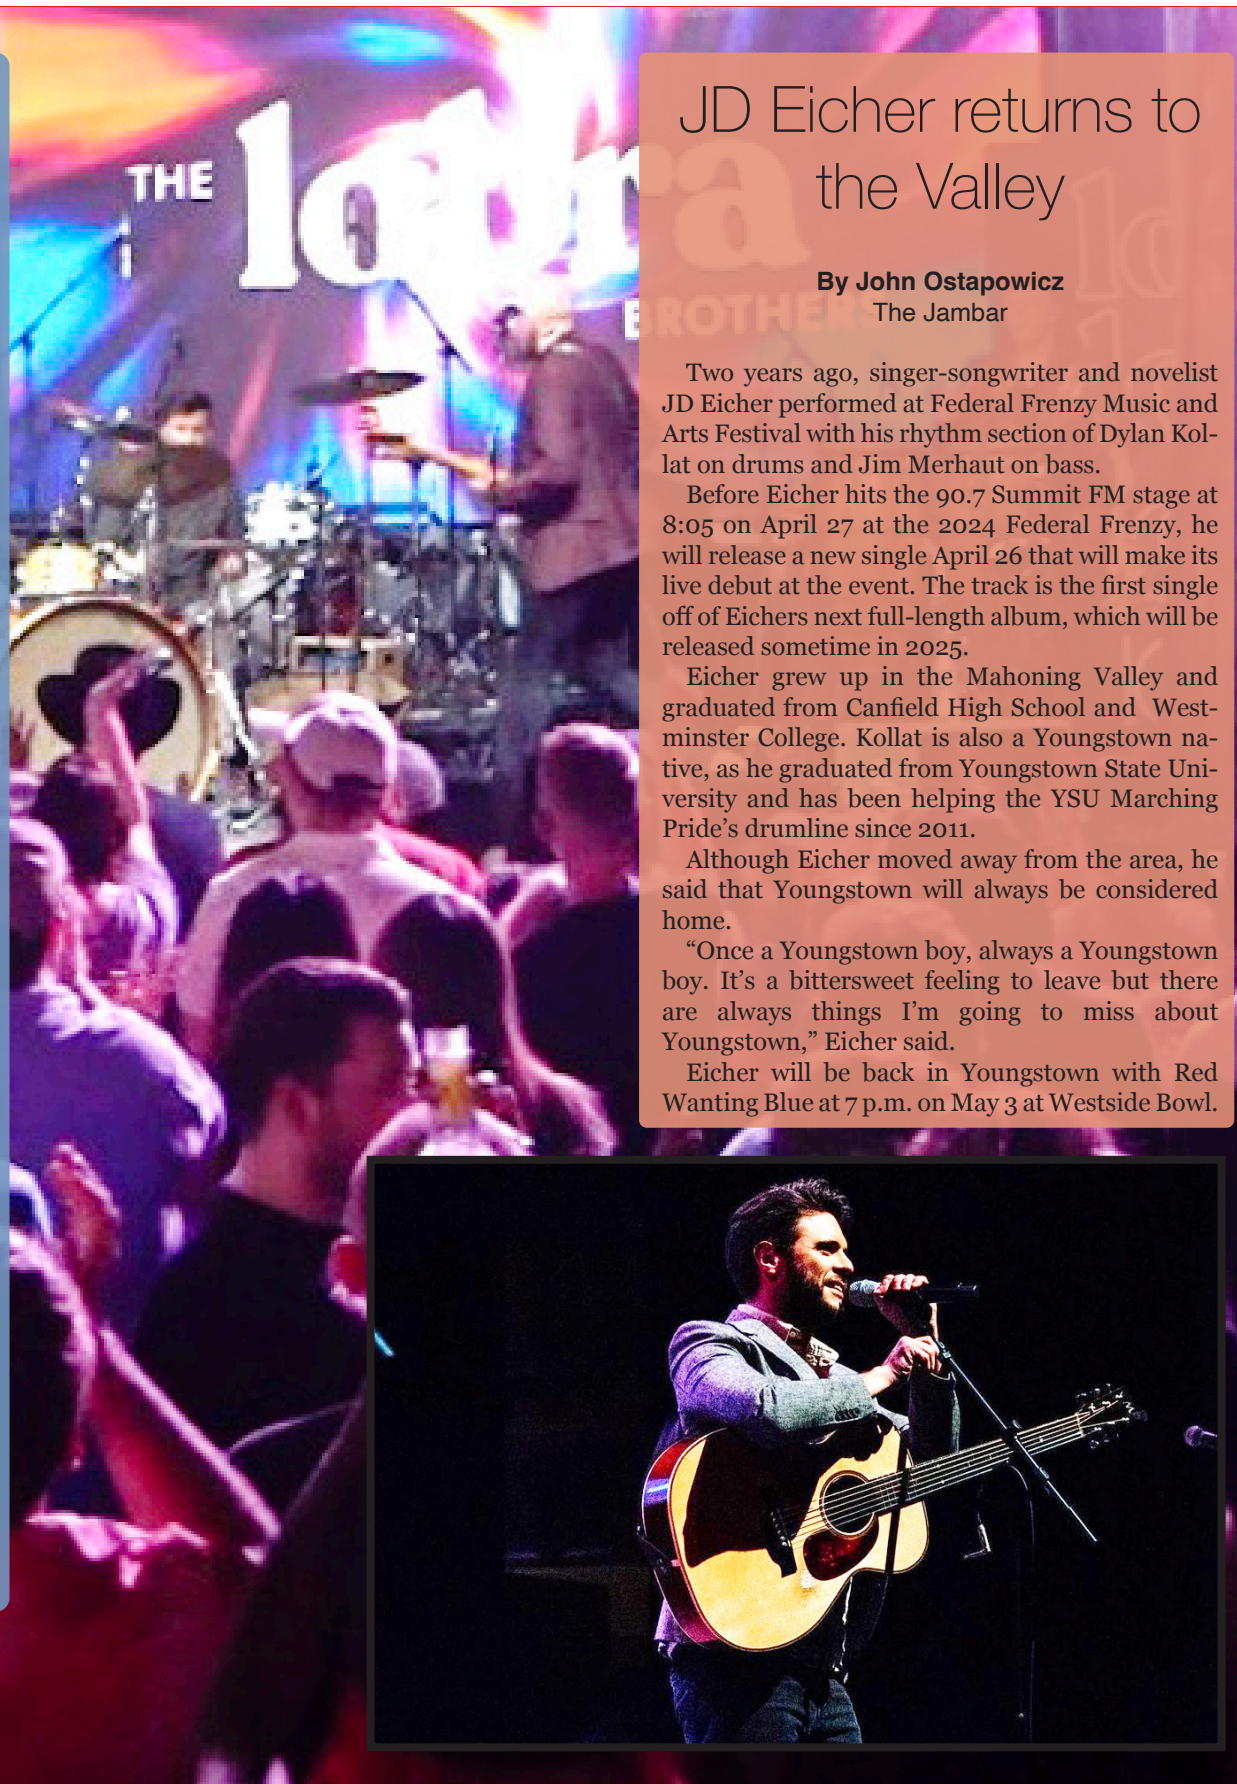 THE
BROTHERS
JD Eicher returns to
the Valley
By John Ostapowicz
The Jambar
Two years ago, singer-songwriter and novelist
JD Eicher performed at Federal Frenzy Music and
Arts Festival with his rhythm section of Dylan Kol-
lat on drums and Jim Merhaut on bass.
Before Eicher hits the 90.7 Summit FM stage at
8:05 on April 27 at the 2024 Federal Frenzy, he
will release a new single April 26 that will make its
live debut at the event. The track is the first single
off of Eichers next full-length album, which will be
released sometime in 2025.
Eicher grew up in the Mahoning Valley and
graduated from Canfield High School and West-
minster College. Kollat is also a Youngstown na-
tive, as he graduated from Youngstown State Uni-
versity and has been helping the YSU Marching
Pride’s drumline since 2011.
Although Eicher moved away from the area, he
said that Youngstown will always be considered
home.
“Once a Youngstown boy, always a Youngstown
boy. It’s a bittersweet feeling to leave but there
are always things I’m going to miss about
Youngstown,” Eicher said.
Eicher will be back in Youngstown with Red
Wanting Blue at 7 p.m. on May 3 at Westside Bowl.